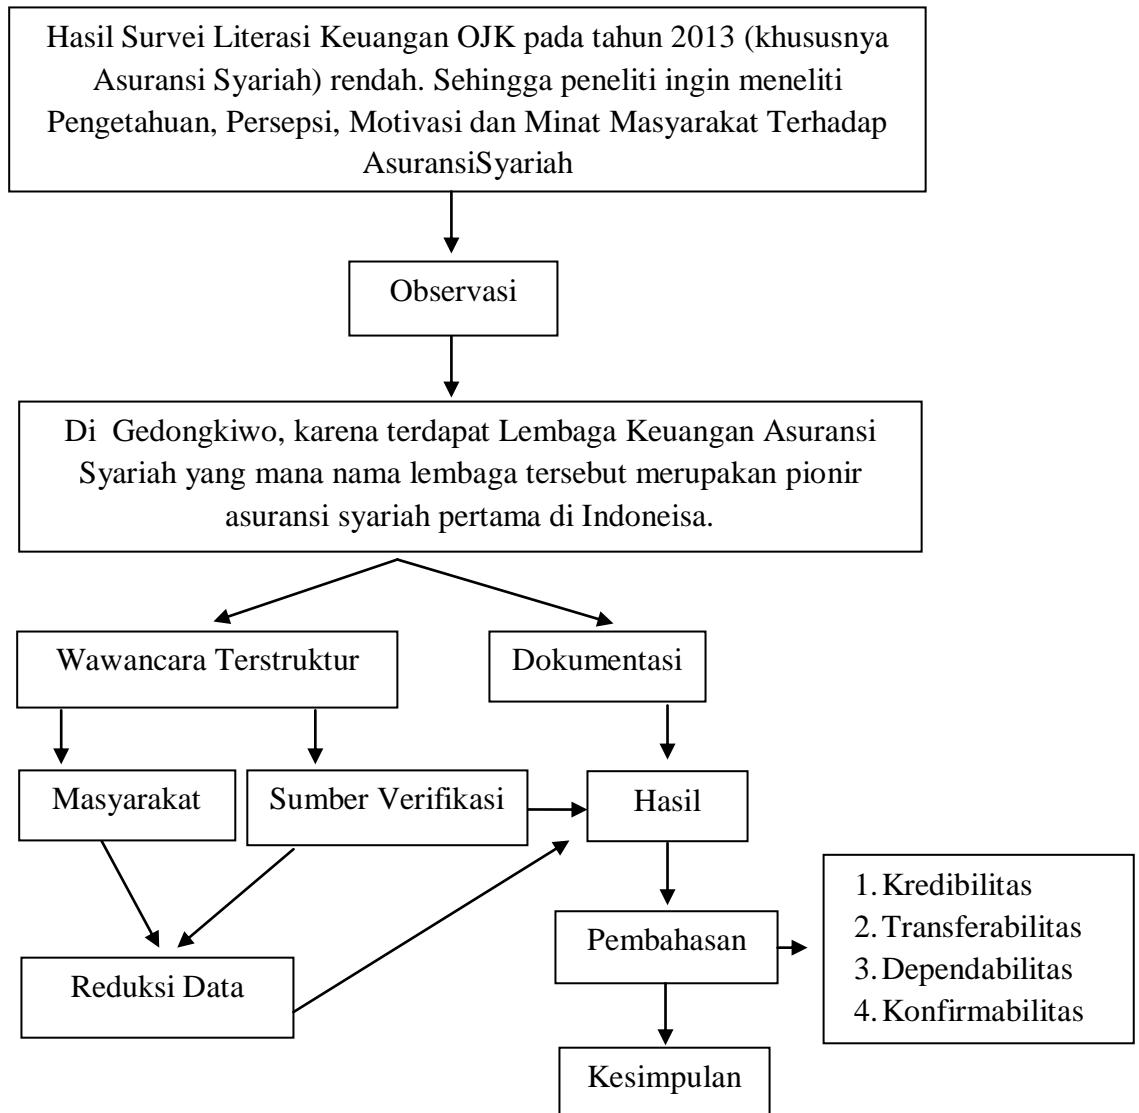 Hasil Survei Literasi Keuangan OJK pada tahun 2013 (khususnya
Asuransi Syariah) rendah. Sehingga peneliti ingin meneliti
Pengetahuan, Persepsi, Motivasi dan Minat Masyarakat Terhadap
AsuransiSyariah
Observasi
Di Gedongkiwo, karena terdapat Lembaga Keuangan Asuransi
Syariah yang mana nama lembaga tersebut merupakan pionir
asuransi syariah pertama di Indoneisa.
Wawancara Terstruktur
Dokumentasi
Masyarakat
Sumber Verifikasi
Hasil
1. Kredibilitas
2. Transferabilitas
3. Dependabilitas
4. Konfirmabilitas
Pembahasan
Reduksi Data
Kesimpulan